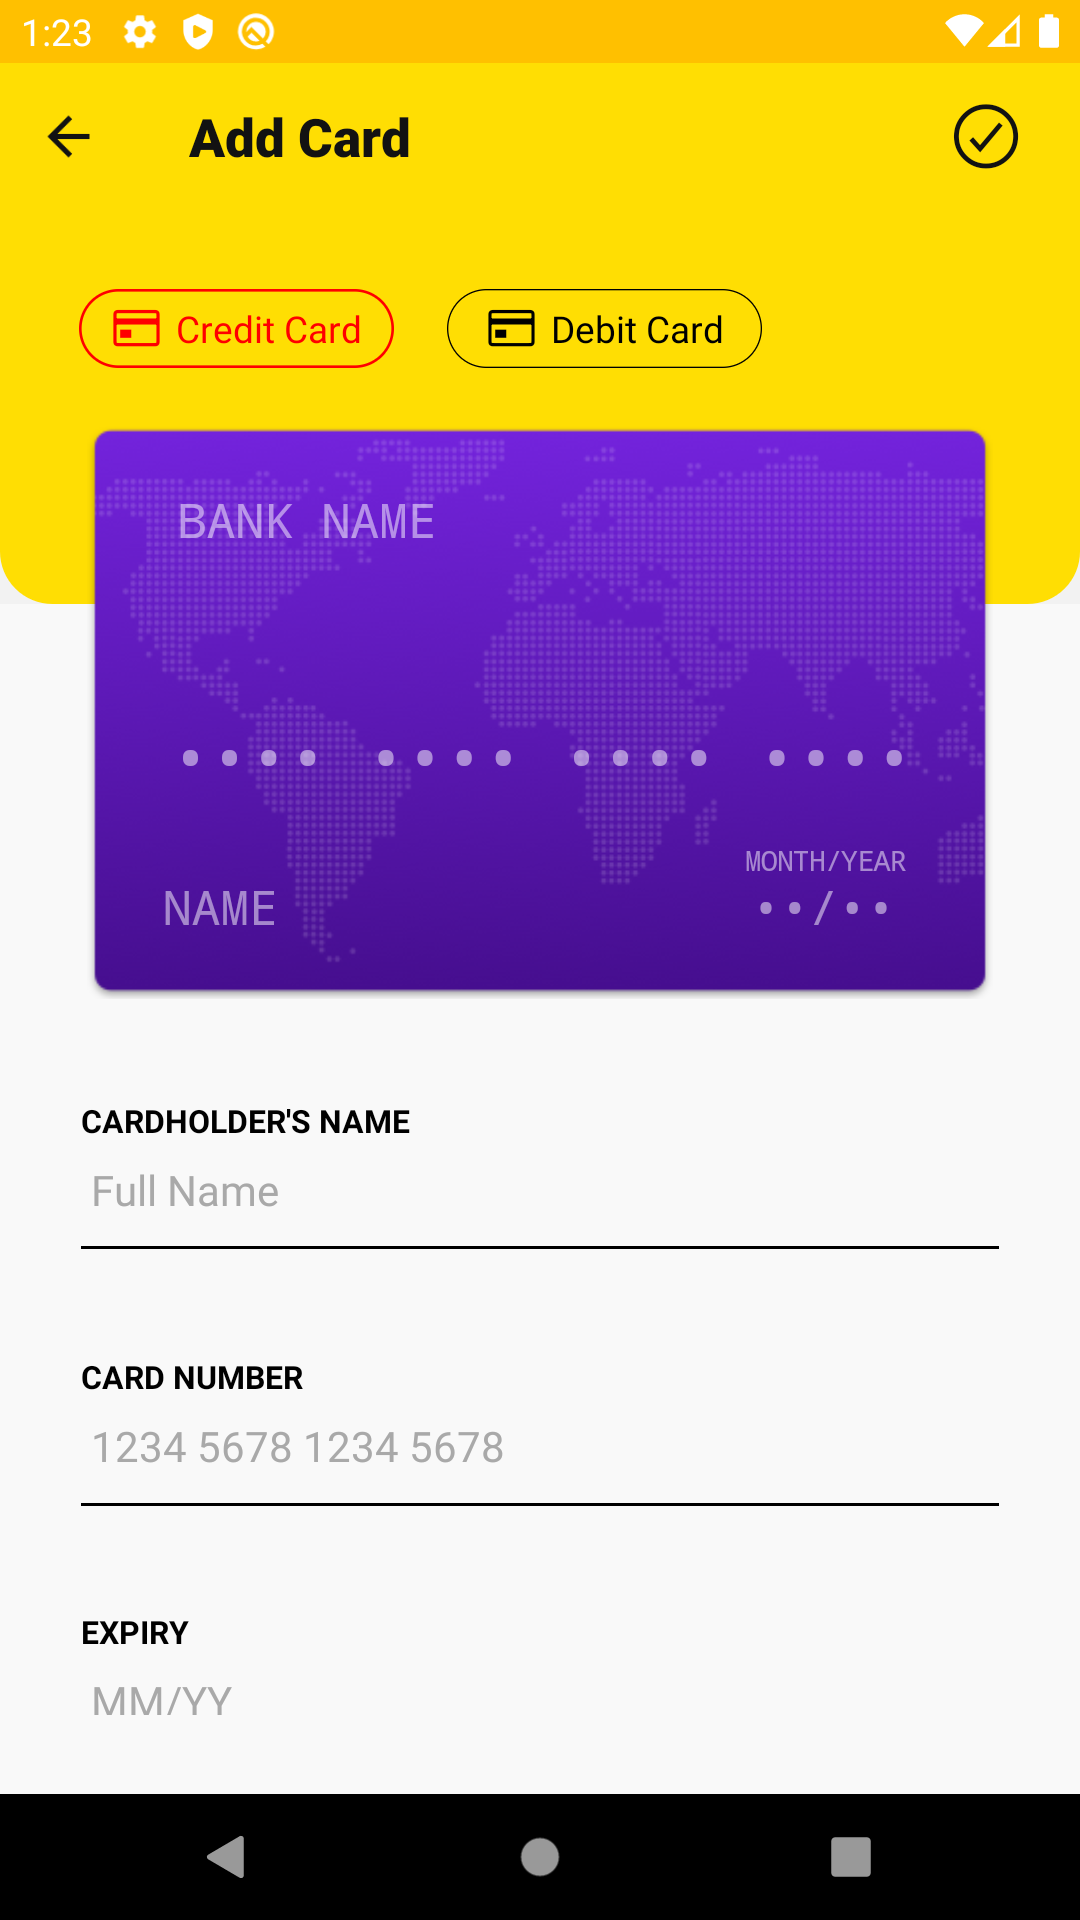 1:23
Add Card
Credit Card
Debit Card
BANK NAME
•••• •••• •••• ••••
MONTH/YEAR
NAME
••/••
CARDHOLDER'S NAME
Full Name
CARD NUMBER
1234 5678 1234 5678
EXPIRY
MM/YY